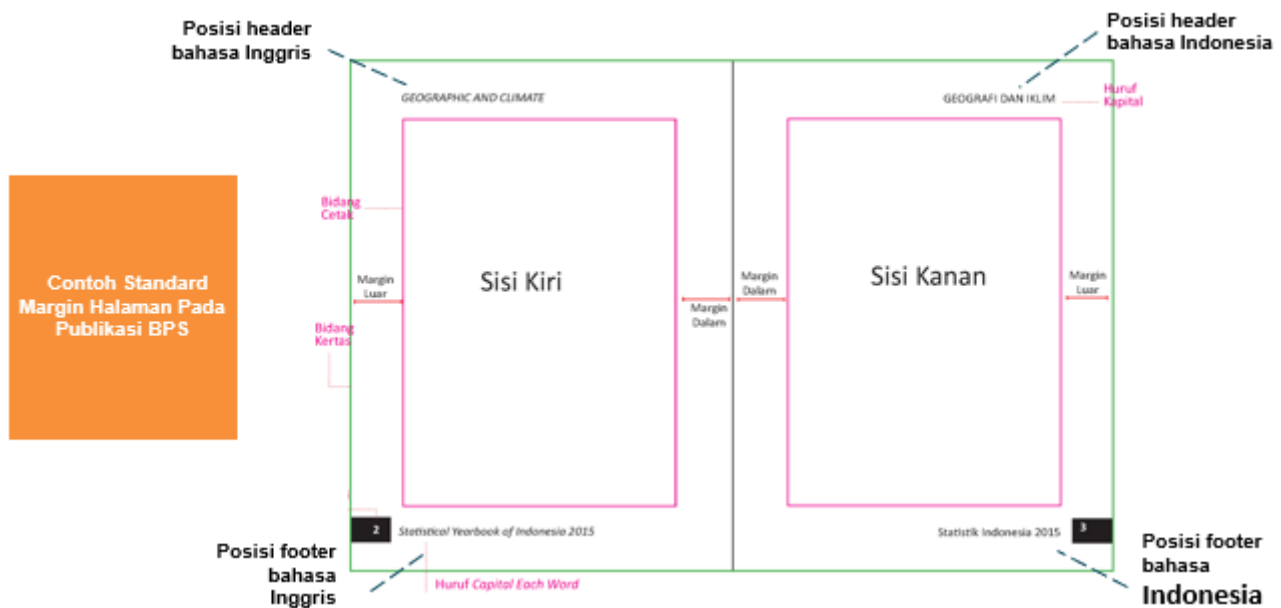 Posisi header
bahasa Inggris
Posisi header
bahasa Indonesia
GEOGRAPHIC AND CLIMATE
GEOGRAFI DAN IKLIM
Huruf
Kapital
Bidang
Cetak
Contoh Standard
Margin Halaman Pada
Publikasi BPS
Margin
Luar
Sisi Kiri
Margin
Dalam
Margin
Dalam
Sisi Kanan
Margin
Luar
Bidang
Kertas
2
Statistical Yearbook of Indonesia 2015
Statistik Indonesia 2015
3
Posisi footer
bahasa
Inggris
Huruf Capital Each Word
Posisi footer
bahasa
Indonesia